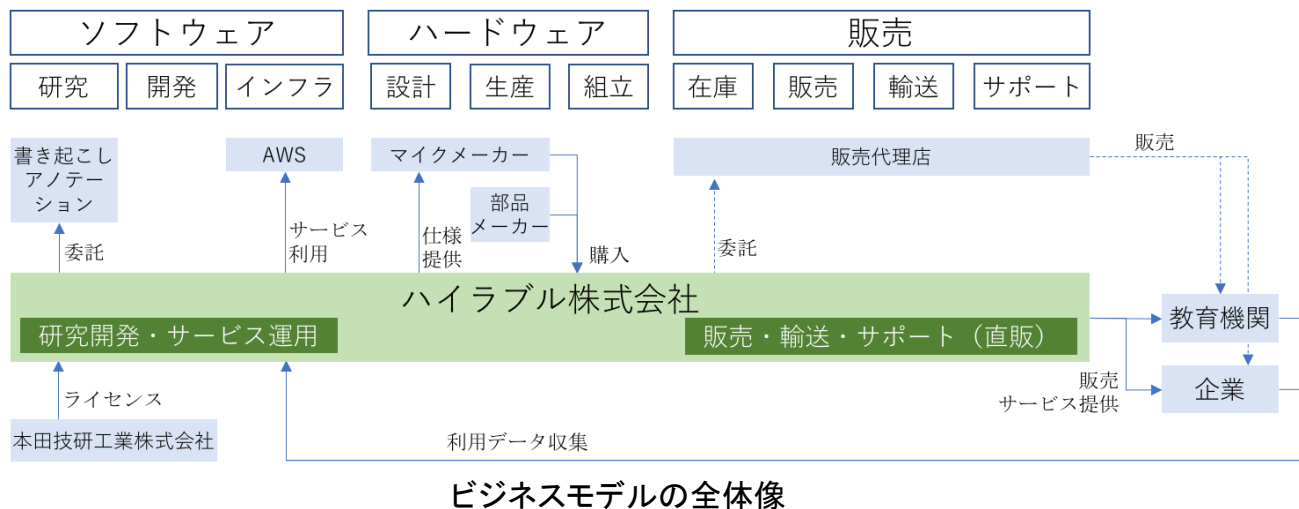 ソフトウェア
ハードウェア
販売
研究
開発
インフラ
設計
生産
組立
在庫
販売
輸送
サポート
書き起こし
アノテー
ション
AWS
マイクメーカー
部品
メーカー
販売代理店
販売
委託
サービス
利用
仕様
提供
購入
委託
ハイラブル株式会社
研究開発・サービス運用
販売・輸送・サポート（直販）
教育機関
企業
販売
サービス提供
ライセンス
本田技研工業株式会社
利用データ収集
ビジネスモデルの全体像